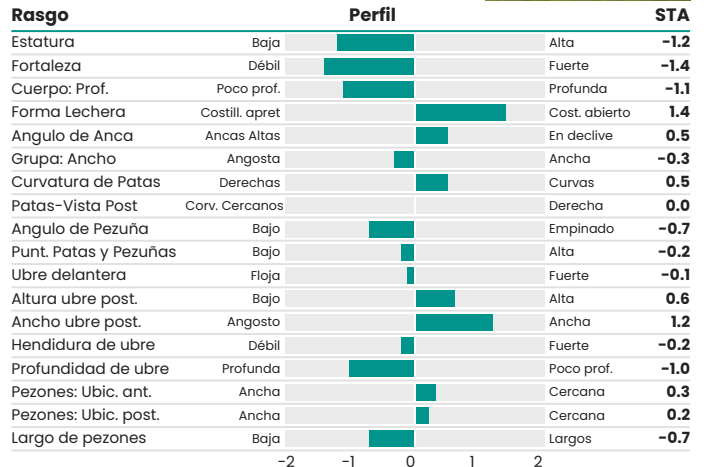 Rasgo Perfil STA
Estatura Baja Alta -1.2
Fortaleza Débil Fuerte -1.4
Cuerpo: Prof. Poco prof. Profunda -1.1
Forma Lechera Costill. apret Cost. abierto 1.4
Angulo de Anca Ancas Altas En declive 0.5
Grupa: Ancho Angosta Ancha -0.3
Curvatura de Patas Derechas Curvas 0.5
Patas-Vista Post Corv. Cercanos Derecha 0.0
Angulo de Pezuña Bajo Empinado -0.7
Punt. Patas y Pezuñas Bajo Alta -0.2
Ubre delantera Floja Fuerte -0.1
Altura ubre post. Bajo Alta 0.6
Ancho ubre post. Angosto Ancha 1.2
Hendidura de ubre Débil Fuerte -0.2
Profundidad de ubre Profunda Poco prof. -1.0
Pezones: Ubic. ant. Ancha Cercana 0.3
Pezones: Ubic. post. Ancha Cercana 0.2
Largo de pezones Baja Largos -0.7
-2 -1 0 1 2